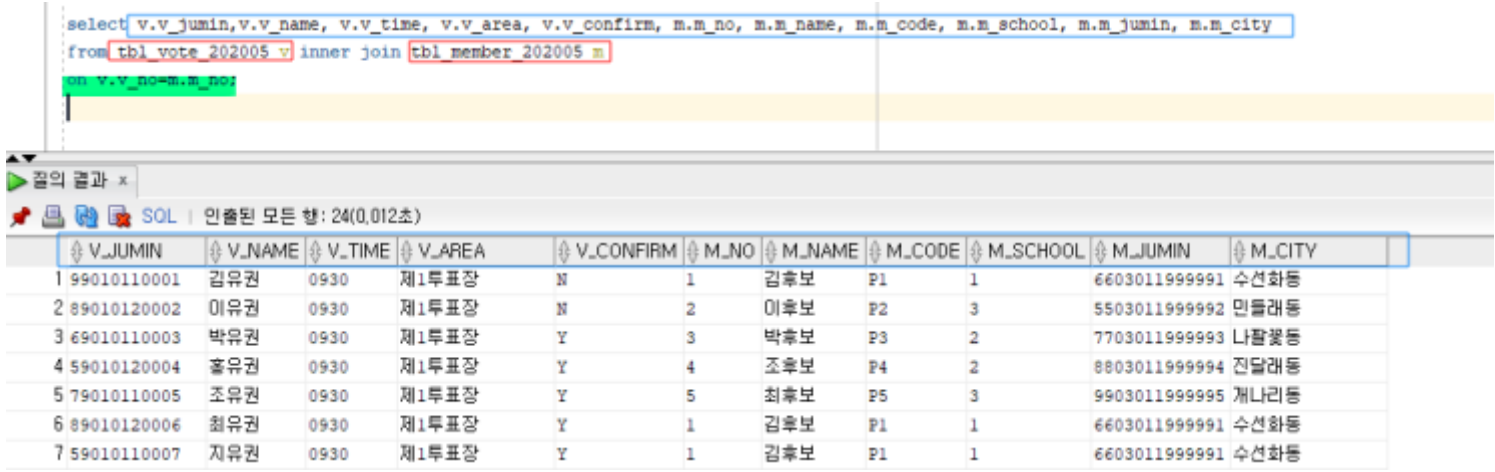 select v.v_jumin,v.v_name, v.v_time, v.v_area, v.v_confirm, m.m_no, m.m_name, m.m_code, m.m_school, m.m_jumin, m.m_city
from tbl_vote_202005 v inner join tbl_member_202005 m
on v.v_no=m.m_no;
질의 결과 ×
SQL | 인출된 모든 행: 24(0,012초)
V_JUMIN V_NAME V_TIME V_AREA V_CONFIRM M_NO M_NAME M_CODE M_SCHOOL M_JUMIN M_CITY
1 99010110001 김유권 0930 제1투표장 N 1 김후보 P1 1 6603011999991 수선화동
2 89010120002 이유권 0930 제1투표장 N 2 이후보 P2 3 5503011999992 민들래동
3 69010110003 박유권 0930 제1투표장 Y 3 박후보 P3 2 7703011999993 나팔꽃동
4 59010120004 홍유권 0930 제1투표장 Y 4 조후보 P4 2 8803011999994 진달래동
5 79010110005 조유권 0930 제1투표장 Y 5 최후보 P5 3 9903011999995 개나리동
6 89010120006 최유권 0930 제1투표장 Y 1 김후보 P1 1 6603011999991 수선화동
7 59010110007 지유권 0930 제1투표장 Y 1 김후보 P1 1 6603011999991 수선화동